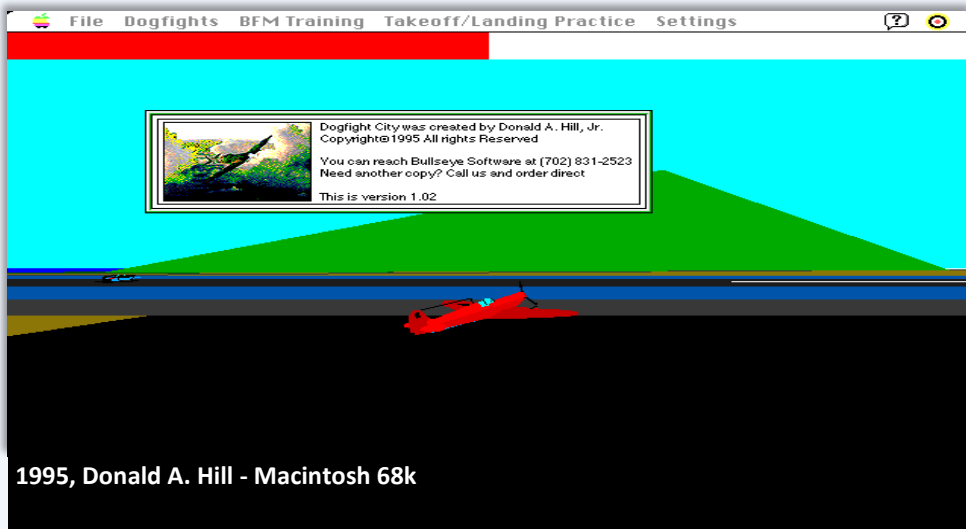 File Dogfights BFM Training Takeoff/Landing Practice Settings
Dogfight City was created by Donald A. Hill, Jr.
Copyright©1995 All rights Reserved
You can reach Bullseye Software at (702) 831-2523
Need another copy? Call us and order direct
This is version 1.02
1995, Donald A. Hill - Macintosh 68k